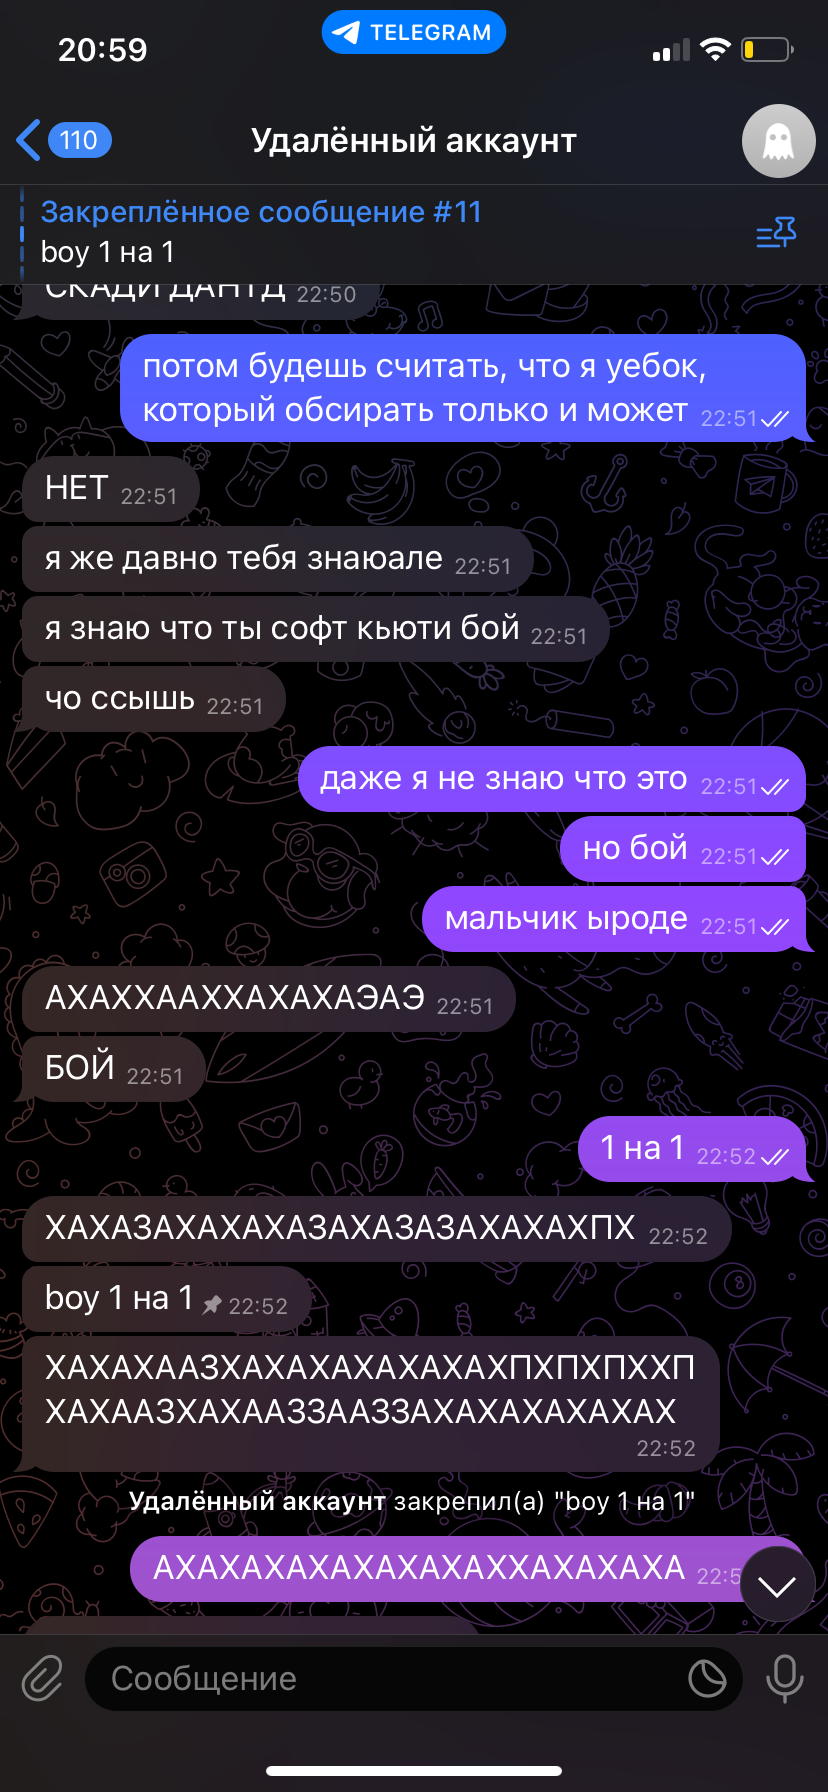 20:59
TELEGRAM
110
Удалённый аккаунт
Закреплённое сообщение #11
boy 1 на 1
СКАДИ ДАНТД 22:50
потом будешь считать, что я уебок,
который обсирать только и может 22:51
НЕТ 22:51
я же давно тебя знаюале 22:51
я знаю что ты софт кьюти бой 22:51
чо ссышь 22:51
даже я не знаю что это 22:51
но бой 22:51
мальчик ыроде 22:51
АХАХХААХХАХАХАЭАЭ 22:51
БОЙ 22:51
1 на 1 22:52
ХАХАЗАХАХАХАЗАХАЗАЗАХАХАХПХ 22:52
boy 1 на 1 22:52
ХАХАХААЗХАХАХАХАХАХАХПХПХПХХП
ХАХААЗХАХААЗЗААЗЗАХАХАХАХАХАХ
22:52
Удалённый аккаунт закрепил(а) "boy 1 на 1"
АХАХАХАХАХАХАХАХХАХАХАХА 22:5
Сообщение